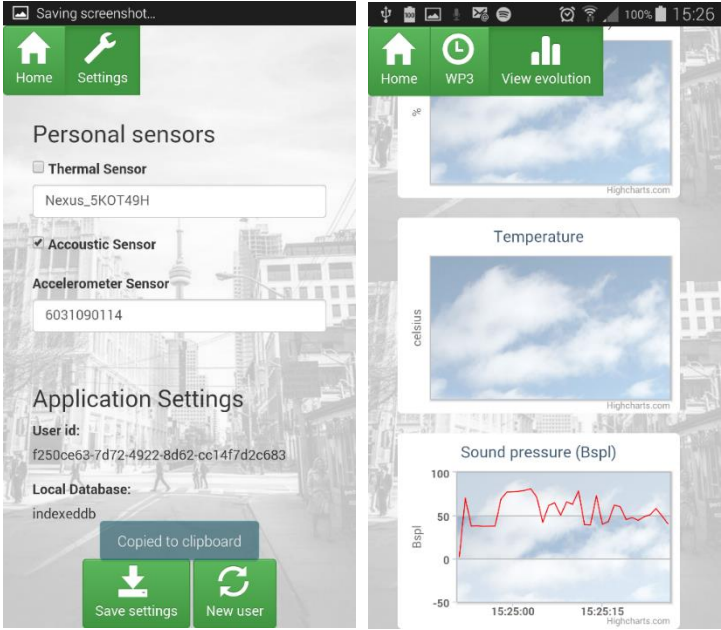 Saving screenshot...
Home
Settings
Personal sensors
Thermal Sensor
Nexus_5KOT49H
Accoustic Sensor
Accelerometer Sensor
6031090114
Application Settings
User id:
f250ce63-7d72-4922-8d62-cc14f7d2c683
Local Database:
indexeddb
Copied to clipboard
Save settings
New user
100% 15:26
Home
WP3
View evolution
%
Highcharts.com
Temperature
celsius
Highcharts.com
Sound pressure (Bspl)
Bspl
100
50
0
-50
15:25:00 15:25:15
Highcharts.com